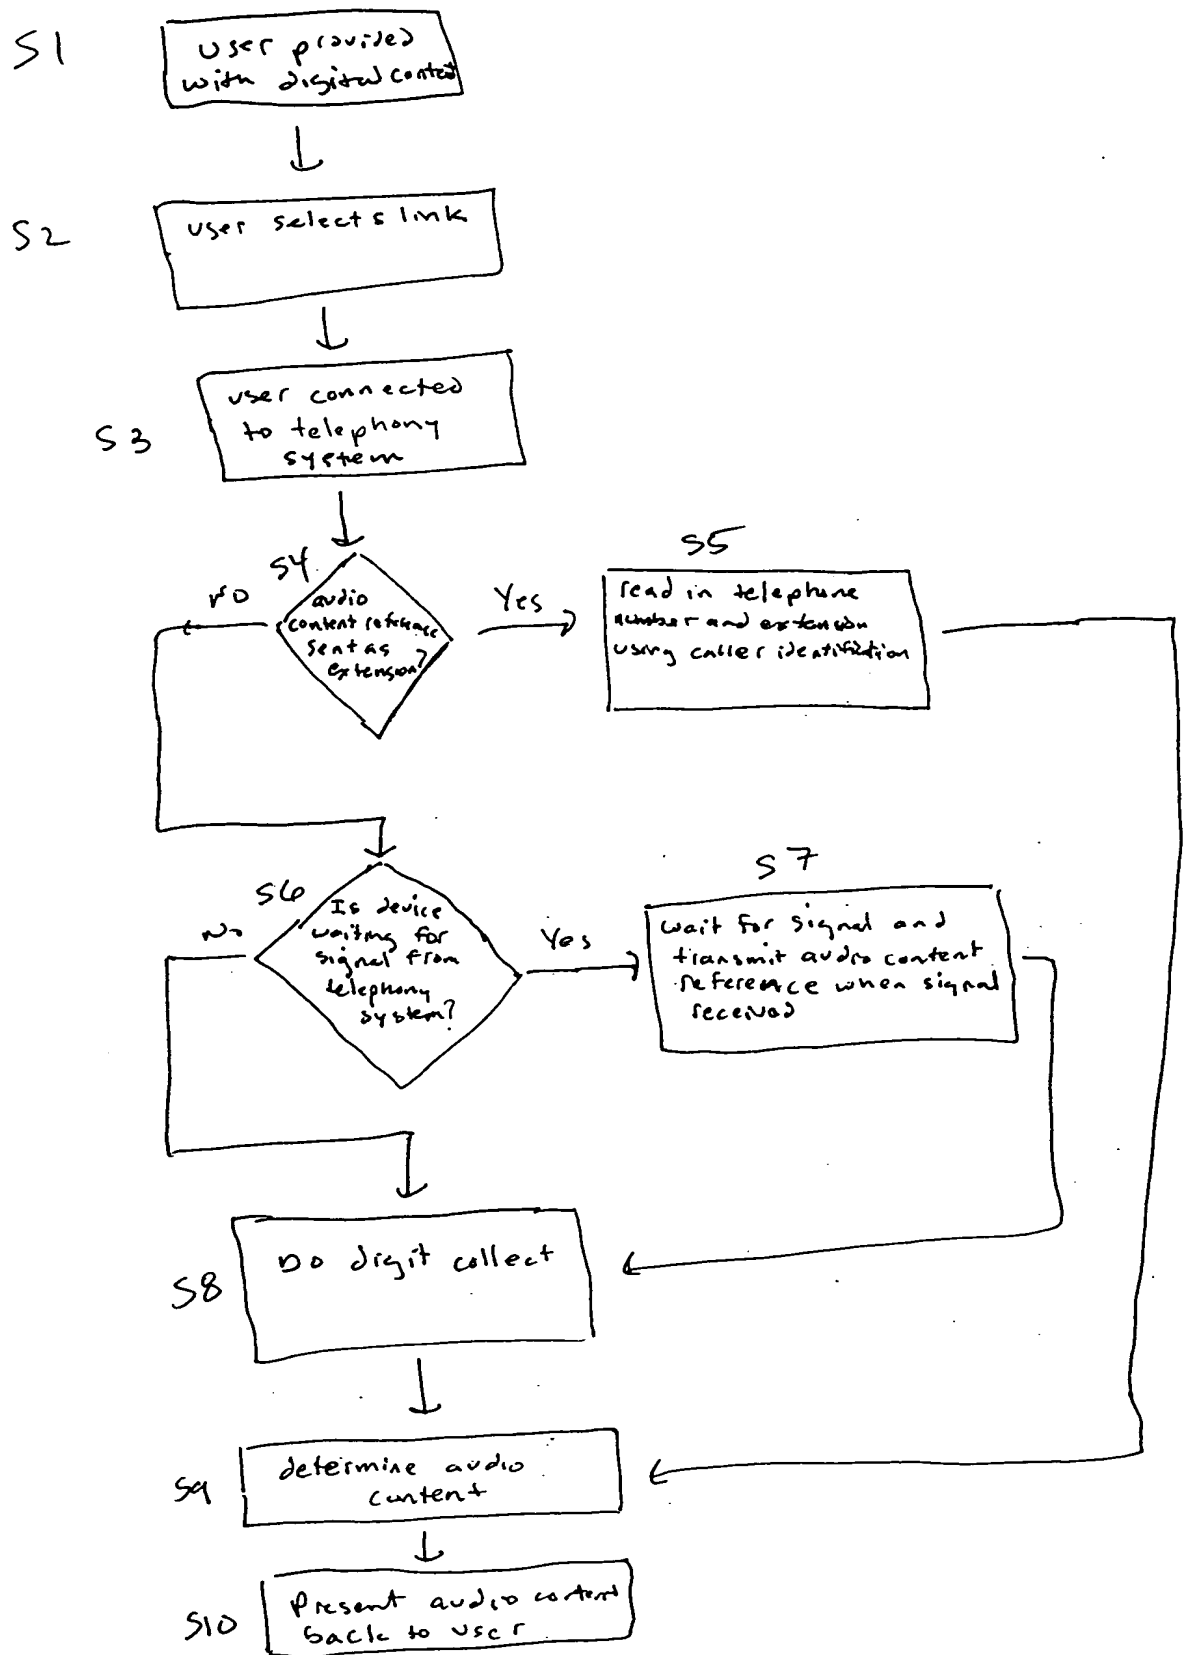 S1
user provided
with digital content
S2
user selects link
S3
user connected
to telephony
system
S4
audio
content reference
sent as
extension?
NO
Yes
S5
read in telephone
number and extension
using caller identification
S6
Is device
waiting for
signal from
telephony
system?
No
Yes
S7
wait for signal and
transmit audio content
reference when signal
received
S8
Do digit collect
S9
determine audio
content
S10
Present audio content
back to user